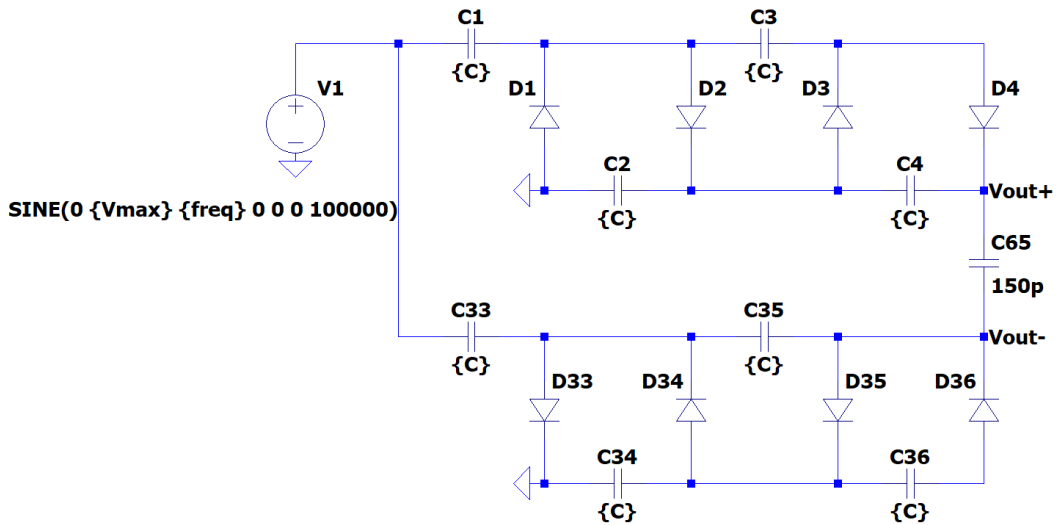 C1
C3
{C}
{C}
V1
D1
D2
D3
D4
C2
C4
{C}
{C}
Vout+
SINE(0 {Vmax} {freq} 0 0 0 100000)
C65
150p
C33
C35
Vout-
{C}
{C}
D33
D34
D35
D36
C34
C36
{C}
{C}